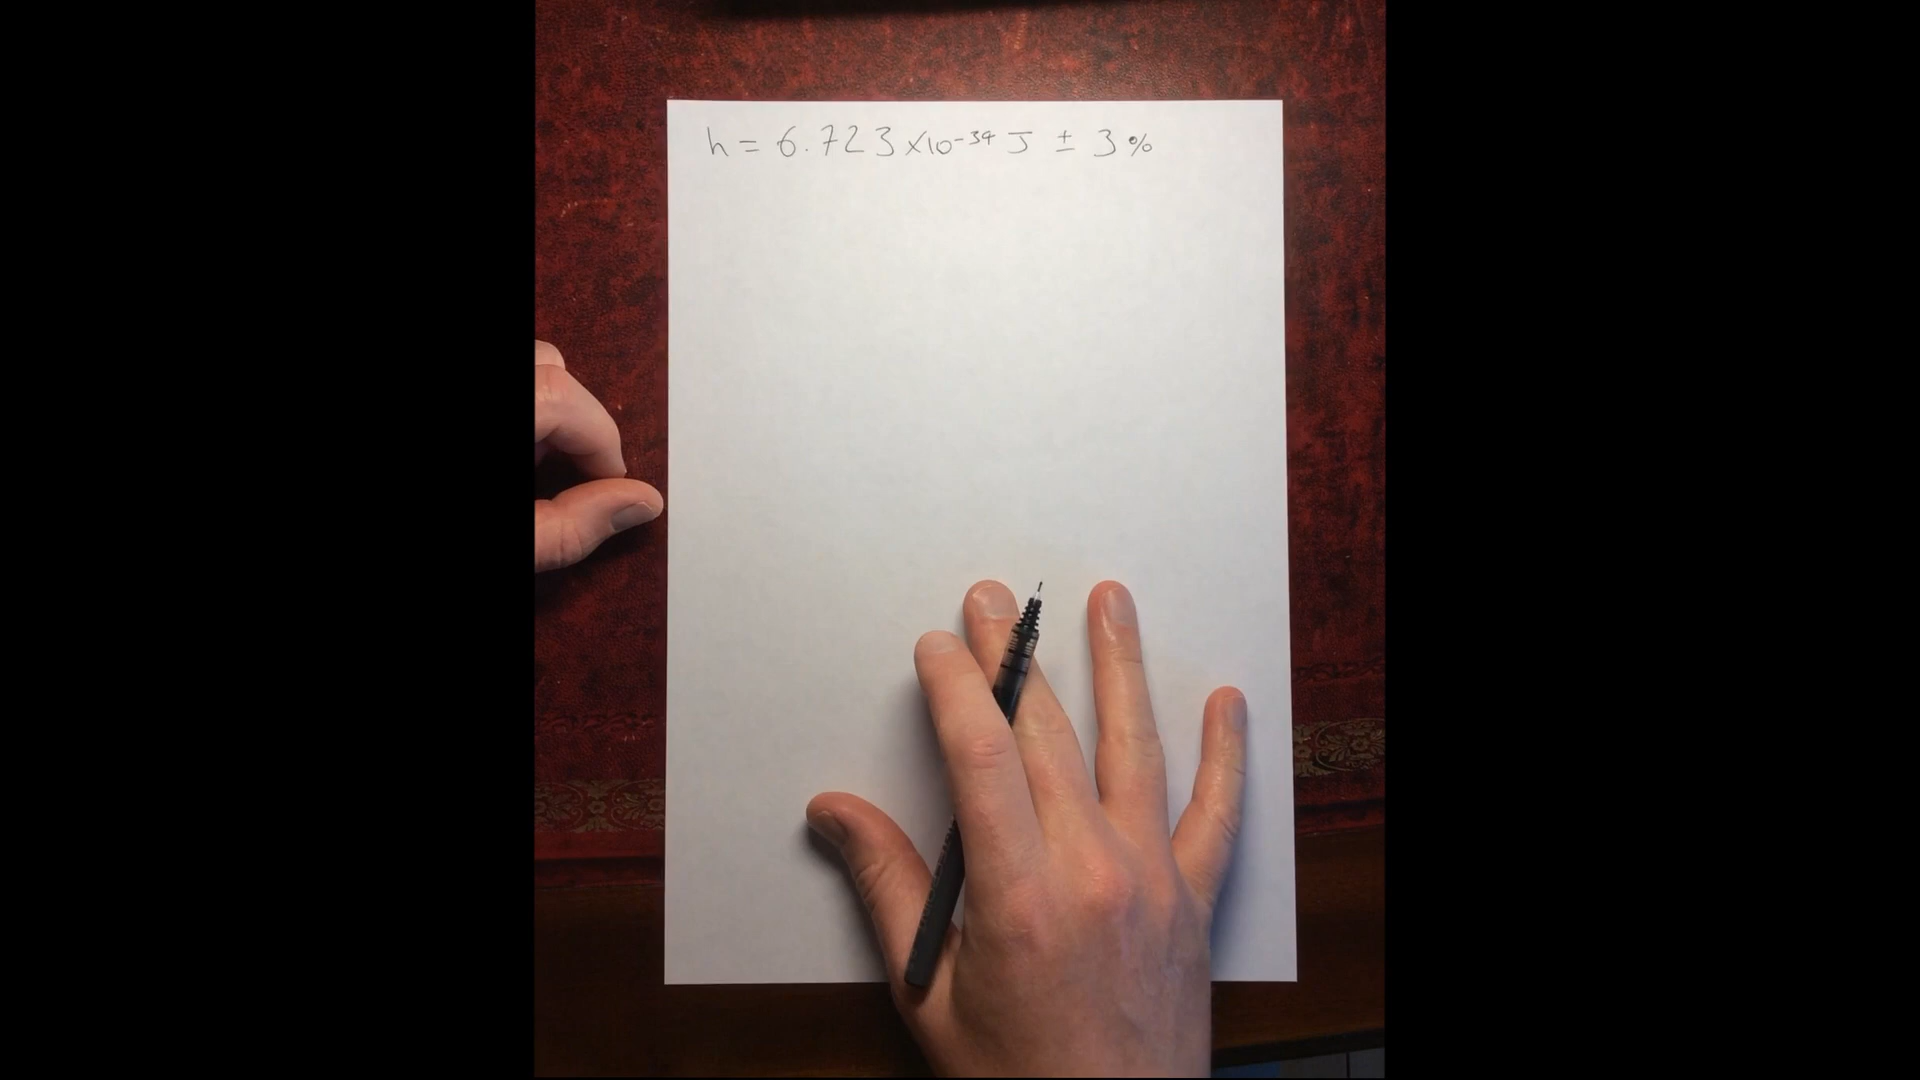 h = 6.723 x10⁻³⁴ J ± 3%